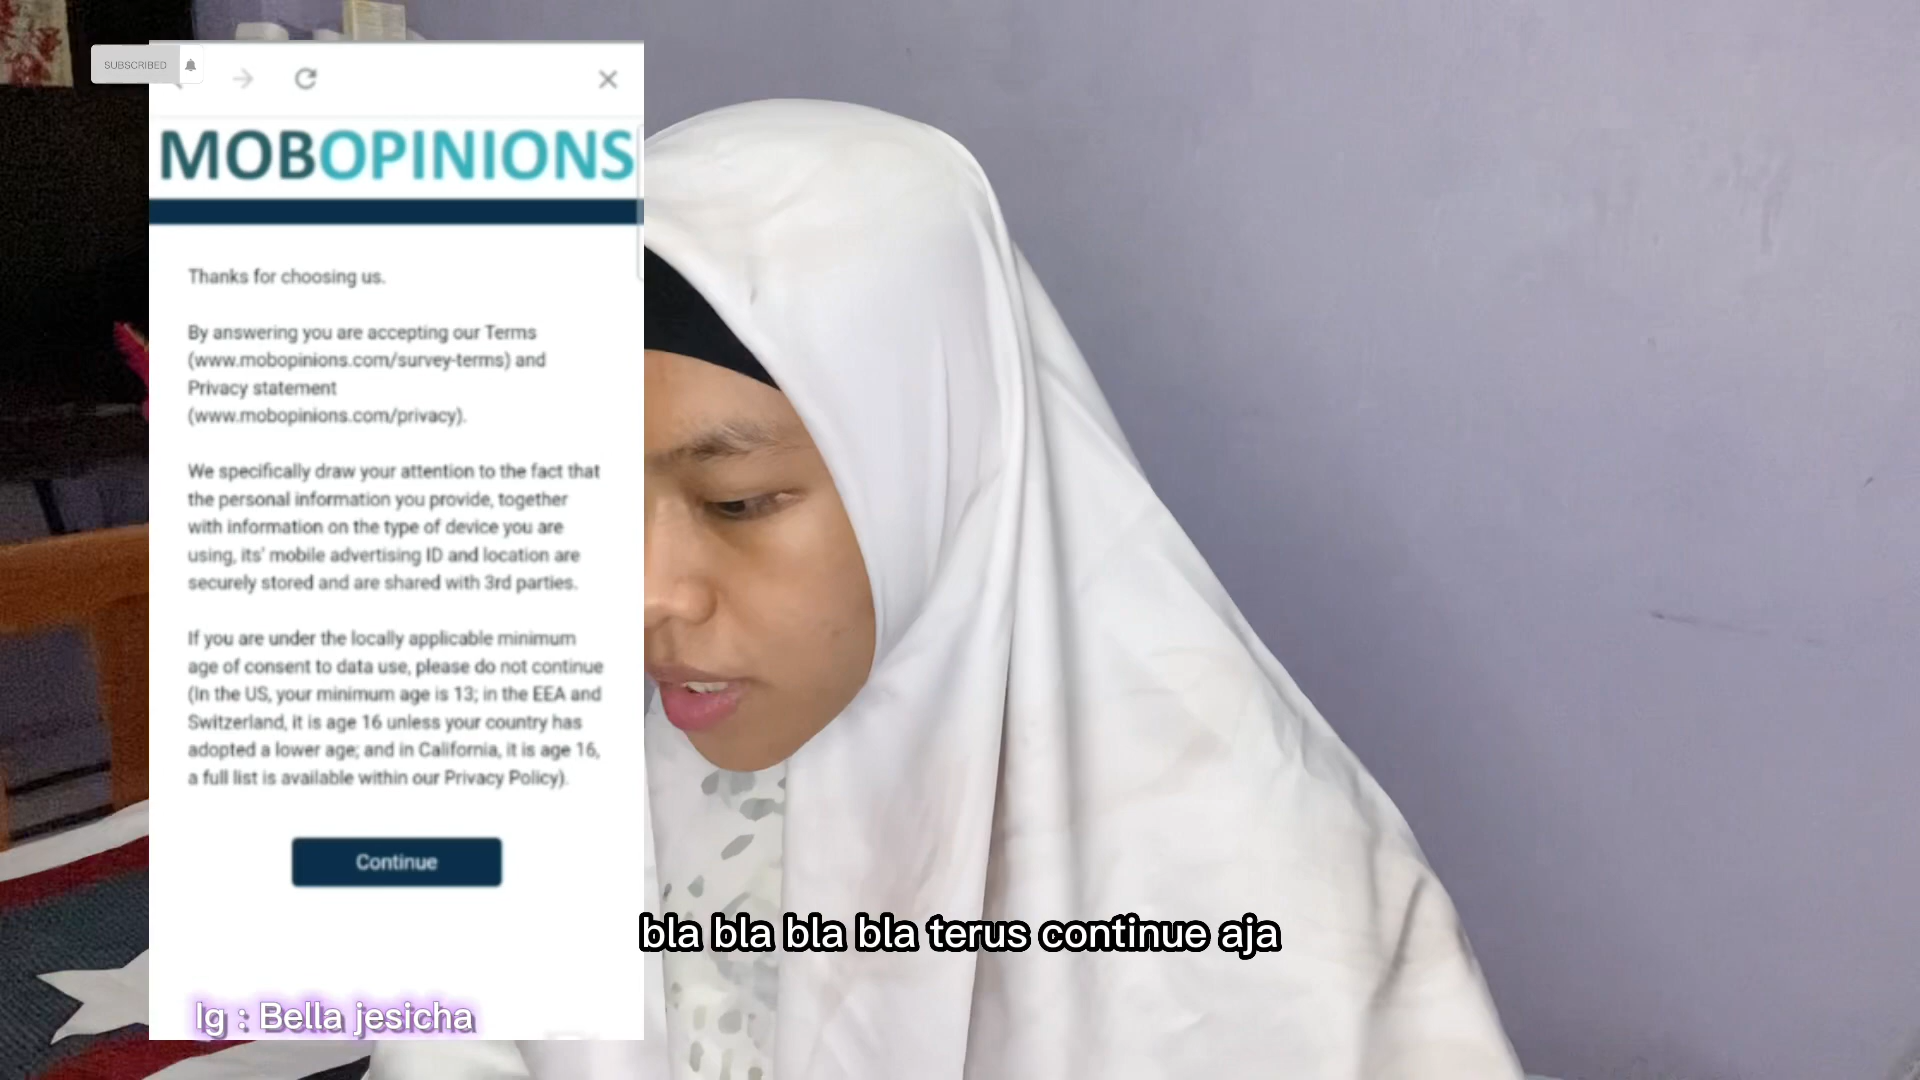 SUBSCRIBED
MOBOPINIONS
Thanks for choosing us.
By answering you are accepting our Terms
(www.mobopinions.com/survey-terms) and
Privacy statement
(www.mobopinions.com/privacy).
We specifically draw your attention to the fact that
the personal information you provide, together
with information on the type of device you are
using, its' mobile advertising ID and location are
securely stored and are shared with 3rd parties.
If you are under the locally applicable minimum
age of consent to data use, please do not continue
(In the US, your minimum age is 13; in the EEA and
Switzerland, it is age 16 unless your country has
adopted a lower age; and in California, it is age 16,
a full list is available within our Privacy Policy).
Continue
bla bla bla bla terus continue aja
Ig : Bella jesicha